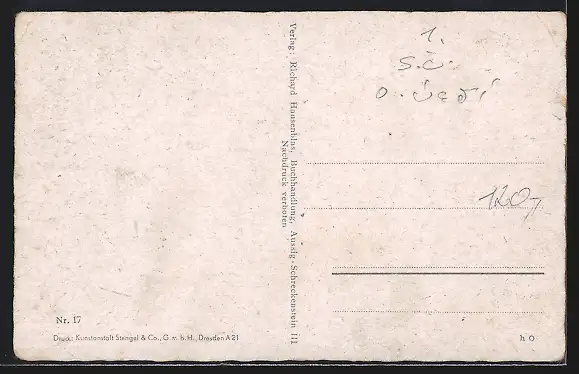 Verlag: Richard Hausenblas, Buchhandlung, Aussig-Schreckenstein III
Nachdruck verboten
1.
S.Č.
120,-
Nr. 17
Druck: Kunstanstalt Stengel & Co., G. m. b. H., Dresden A 21
h 0